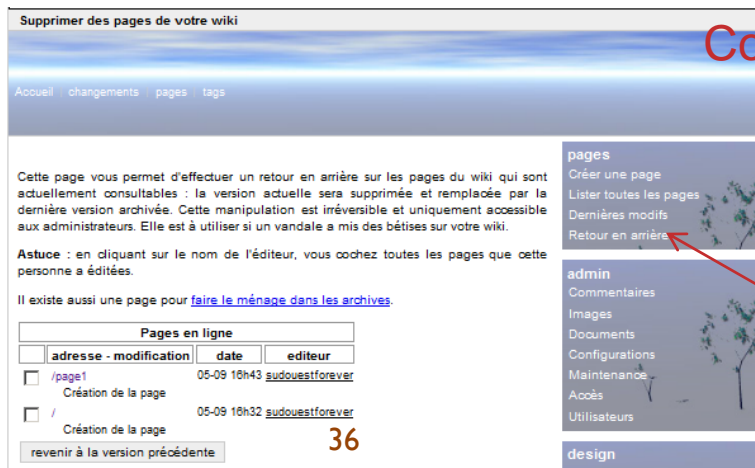 Supprimer des pages de votre wiki
Co
Accueil changements pages tags
Cette page vous permet d'effectuer un retour en arrière sur les pages du wiki qui sont
actuellement consultables : la version actuelle sera supprimée et remplacée par la
dernière version archivée. Cette manipulation est irréversible et uniquement accessible
aux administrateurs. Elle est à utiliser si un vandale a mis des bêtises sur votre wiki.
Astuce : en cliquant sur le nom de l'éditeur, vous cochez toutes les pages que cette
personne a éditées.
Il existe aussi une page pour faire le ménage dans les archives.
Pages en ligne
adresse - modification date editeur
/page1 05-09 16h43 sudouestforever
Création de la page
/ 05-09 16h32 sudouestforever
Création de la page
revenir à la version précédente
36
pages
Créer une page
Lister toutes les pages
Dernières modifs
Retour en arrière
admin
Commentaires
Images
Documents
Configurations
Maintenance
Accès
Utilisateurs
design